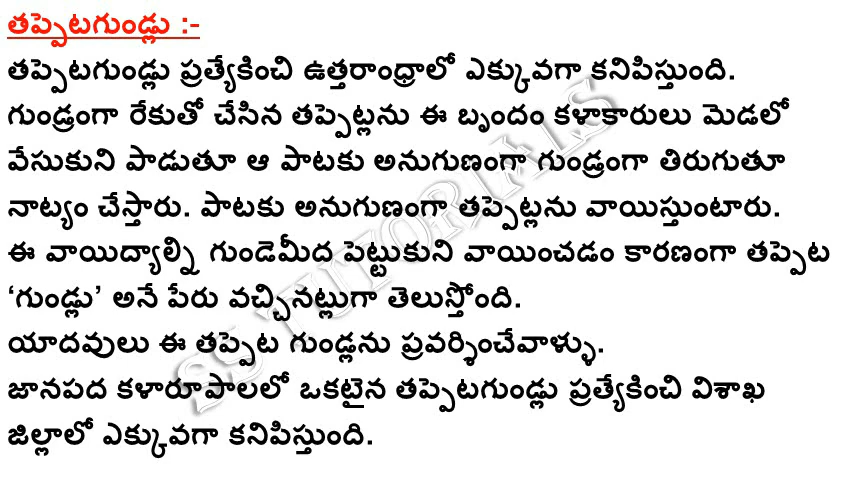 తప్పెటగుండ్లు :-
తప్పెటగుండ్లు ప్రత్యేకించి ఉత్తరాంధ్రాలో ఎక్కువగా కనిపిస్తుంది.
గుండ్రంగా రేకుతో చేసిన తప్పెట్లను ఈ బృందం కళాకారులు మెడలో
వేసుకుని పాడుతూ ఆ పాటకు అనుగుణంగా గుండ్రంగా తిరుగుతూ
నాట్యం చేస్తారు. పాటకు అనుగుణంగా తప్పెట్లను వాయిస్తుంటారు.
ఈ వాయిద్యాల్ని గుండెమీద పెట్టుకుని వాయించడం కారణంగా తప్పెట
‘గుండ్లు’ అనే పేరు వచ్చినట్లుగా తెలుస్తోంది.
యాదవులు ఈ తప్పెట గుండ్లను ప్రవర్శించేవాళ్ళు.
జానపద కళారూపాలలో ఒకటైన తప్పెటగుండ్లు ప్రత్యేకించి విశాఖ
జిల్లాలో ఎక్కువగా కనిపిస్తుంది.
SS TUTORIALS